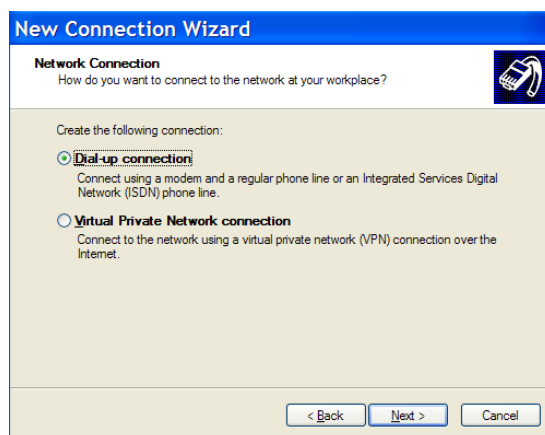 New Connection Wizard
Network Connection
How do you want to connect to the network at your workplace?
Create the following connection:
Dial-up connection
Connect using a modem and a regular phone line or an Integrated Services Digital
Network (ISDN) phone line.
Virtual Private Network connection
Connect to the network using a virtual private network (VPN) connection over the
Internet.
< Back Next > Cancel